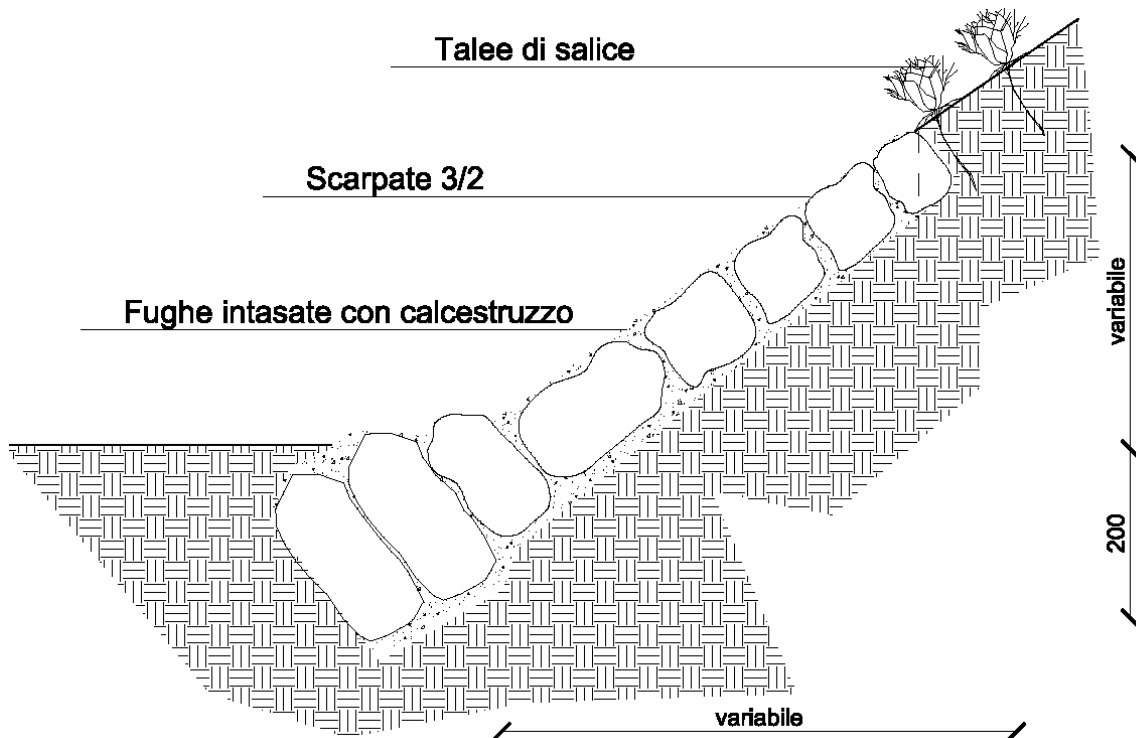 Talee di salice
Scarpate 3/2
Fughe intasate con calcestruzzo
variabile
200
variabile